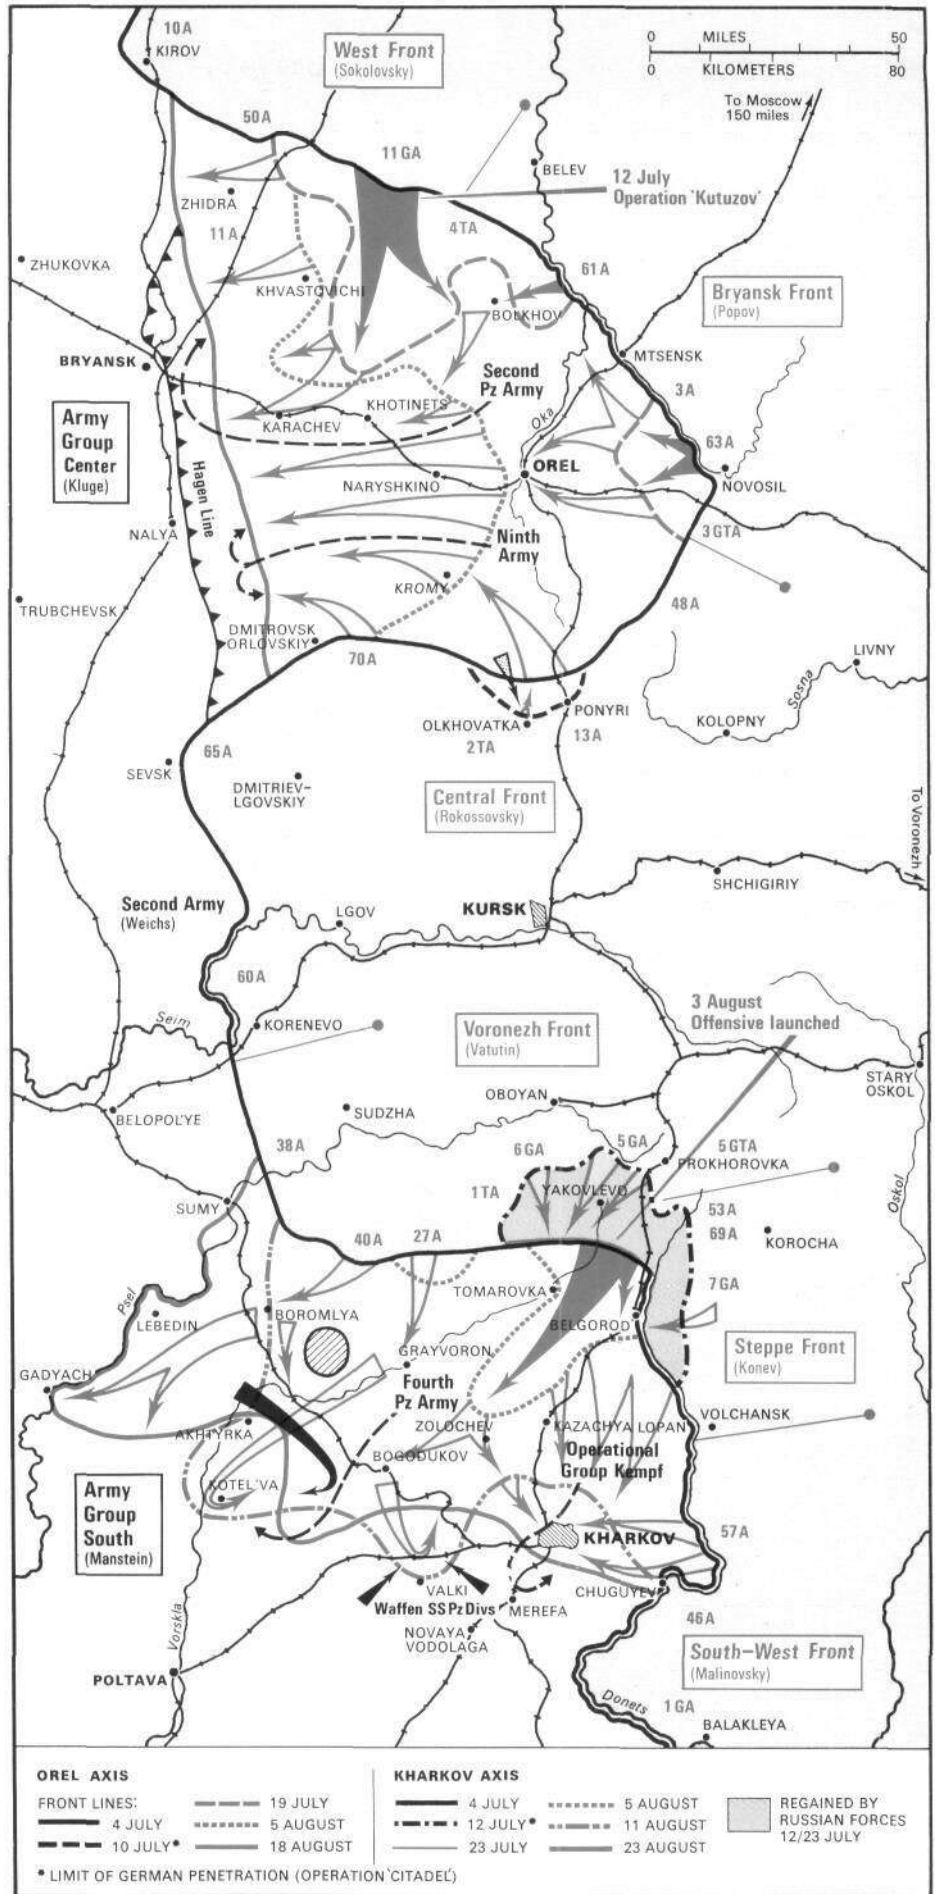 10A
KIROV
West Front
(Sokolovsky)
0 MILES 50
0 KILOMETERS 80
To Moscow
150 miles
50A
11 GA
BELEV
12 July
Operation 'Kutuzov'
ZHIDRA
11A
4TA
ZHUKOVKA
61A
KHVASTOVICHI
BOLKHOV
Bryansk Front
(Popov)
BRYANSK
MTSENSK
Second
Pz Army
3A
Army
Group
Center
(Kluge)
KHOTINETS
KARACHEV
Oka
63A
Hagen Line
OREL
NARYSHKINO
NOVOSIL
NALYA
Ninth
Army
3GTA
KROMY
TRUBCHEVSK
48A
DMITROVSK
ORLOVSKIY
70A
LIVNY
Sosna
PONYRI
OLKHOVATKA
KOLOPNY
2TA
13A
65A
SEVSK
DMITRIEV-
LGOVSKIY
Central Front
(Rokossovsky)
To Voronezh
SHCHIGIRIY
Second Army
(Weichs)
LGOV
KURSK
60A
3 August
Offensive launched
Seim
KORENEVO
Voronezh Front
(Vatutin)
STARY
OSKOL
OBOYAN
BELOPOL'YE
SUDZHA
38A
6GA
5GA
5GTA
PROKHOROVKA
1TA
YAKOVLEVO
Oskol
SUMY
53A
69A
KOROCHA
40A
27A
7GA
TOMAROVKA
Psel
LEBEDIN
BOROMLYA
BELGOROD
Steppe Front
(Konev)
GRAYVORON
GADYACH
Fourth
Pz Army
AKHTYRKA
ZOLOCHEV
KAZACHYA LOPAN
VOLCHANSK
Operational
Group Kempf
BOGODUKOV
KOTEL'VA
Army
Group
South
(Manstein)
KHARKOV
57A
VALKI
CHUGUYEV
Waffen SS Pz Divs
MEREFA
46A
NOVAYA
VODOLAGA
Vorskla
South-West Front
(Malinovsky)
POLTAVA
Donets
1GA
BALAKLEYA
OREL AXIS
FRONT LINES:
4 JULY
10 JULY*
19 JULY
5 AUGUST
18 AUGUST
KHARKOV AXIS
4 JULY
12 JULY*
23 JULY
5 AUGUST
11 AUGUST
23 AUGUST
REGAINED BY
RUSSIAN FORCES
12/23 JULY
* LIMIT OF GERMAN PENETRATION (OPERATION 'CITADEL')